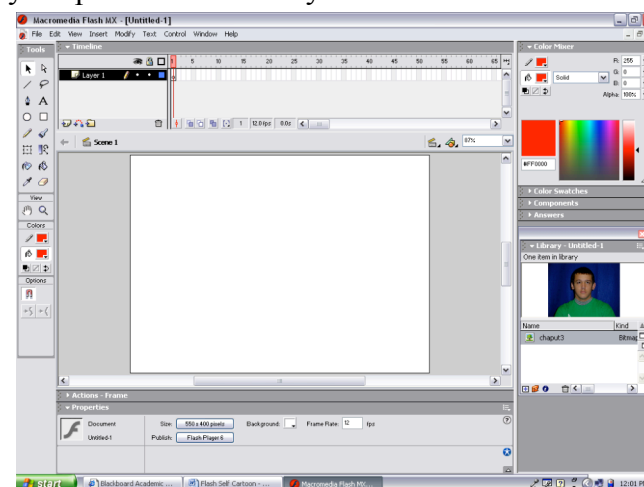 Macromedia Flash MX - [Untitled-1]
File Edit View Insert Modify Text Control Window Help
Tools
Timeline
1 5 10 15 20 25 30 35 40 45 50 55 60 65
Layer 1
1 12.0 fps 0.0s
Scene 1
87%
View
Colors
Options
Color Mixer
R: 255
Solid
G: 0
B: 0
Alpha: 100%
#FF0000
Color Swatches
Components
Answers
Library - Untitled-1
One item in library
Name Kind
chaput3 Bitmap
Actions - Frame
Properties
Document Size: 550 x 400 pixels Background: Frame Rate: 12 fps
Untitled-1 Publish: Flash Player 6
start Blackboard Academic ... Flash Self Cartoon - ... Macromedia Flash MX...